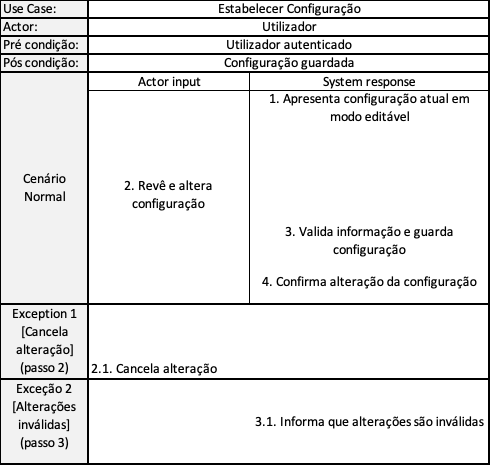 Use Case: Estabelecer Configuração
Actor: Utilizador
Pré condição: Utilizador autenticado
Pós condição: Configuração guardada
Actor input System response
Cenário
Normal
1. Apresenta configuração atual em
modo editável
2. Revê e altera
configuração
3. Valida informação e guarda
configuração
4. Confirma alteração da configuração
Exception 1
[Cancela
alteração]
(passo 2)
2.1. Cancela alteração
Exceção 2
[Alterações
inválidas]
(passo 3)
3.1. Informa que alterações são inválidas